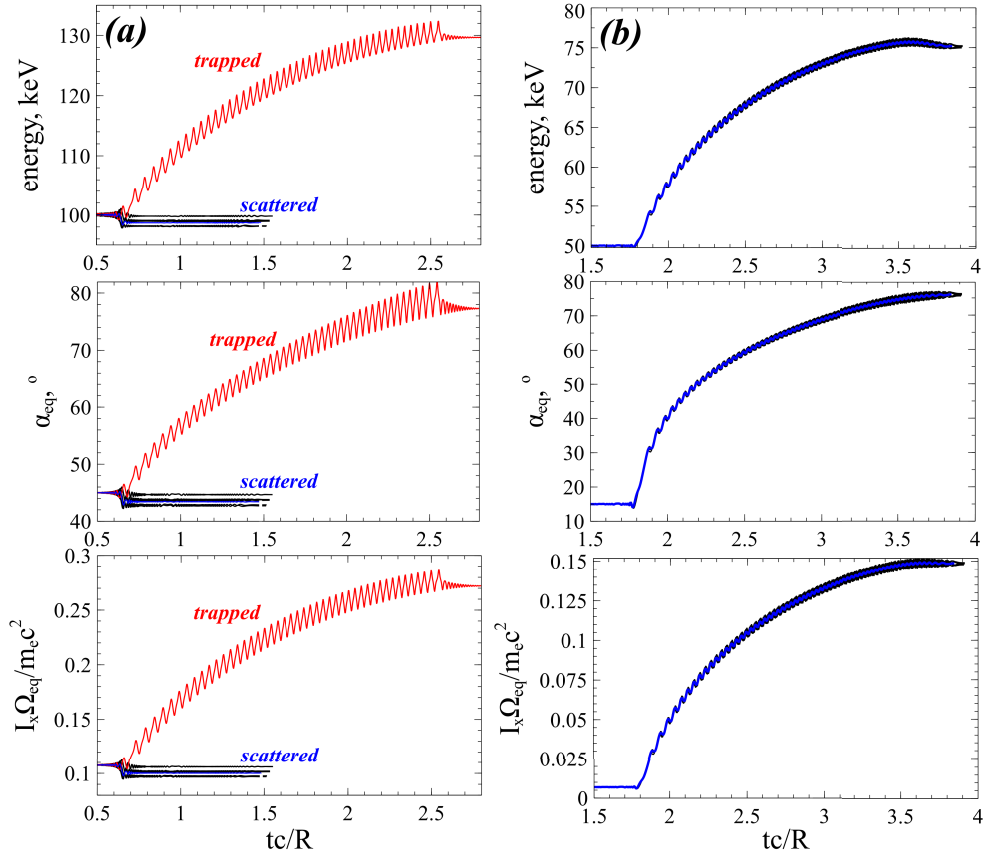 (a)
energy, keV
130
120
110
100
trapped
scattered
0.5 1 1.5 2 2.5
(b)
energy, keV
80
75
70
65
60
55
50
1.5 2 2.5 3 3.5 4
αeq, °
80
70
60
50
40
trapped
scattered
0.5 1 1.5 2 2.5
αeq, °
80
70
60
50
40
30
20
10
1.5 2 2.5 3 3.5 4
IxΩeq/mec²
0.3
0.25
0.2
0.15
0.1
trapped
scattered
0.5 1 1.5 2 2.5
tc/R
IxΩeq/mec²
0.15
0.125
0.1
0.075
0.05
0.025
0
1.5 2 2.5 3 3.5 4
tc/R